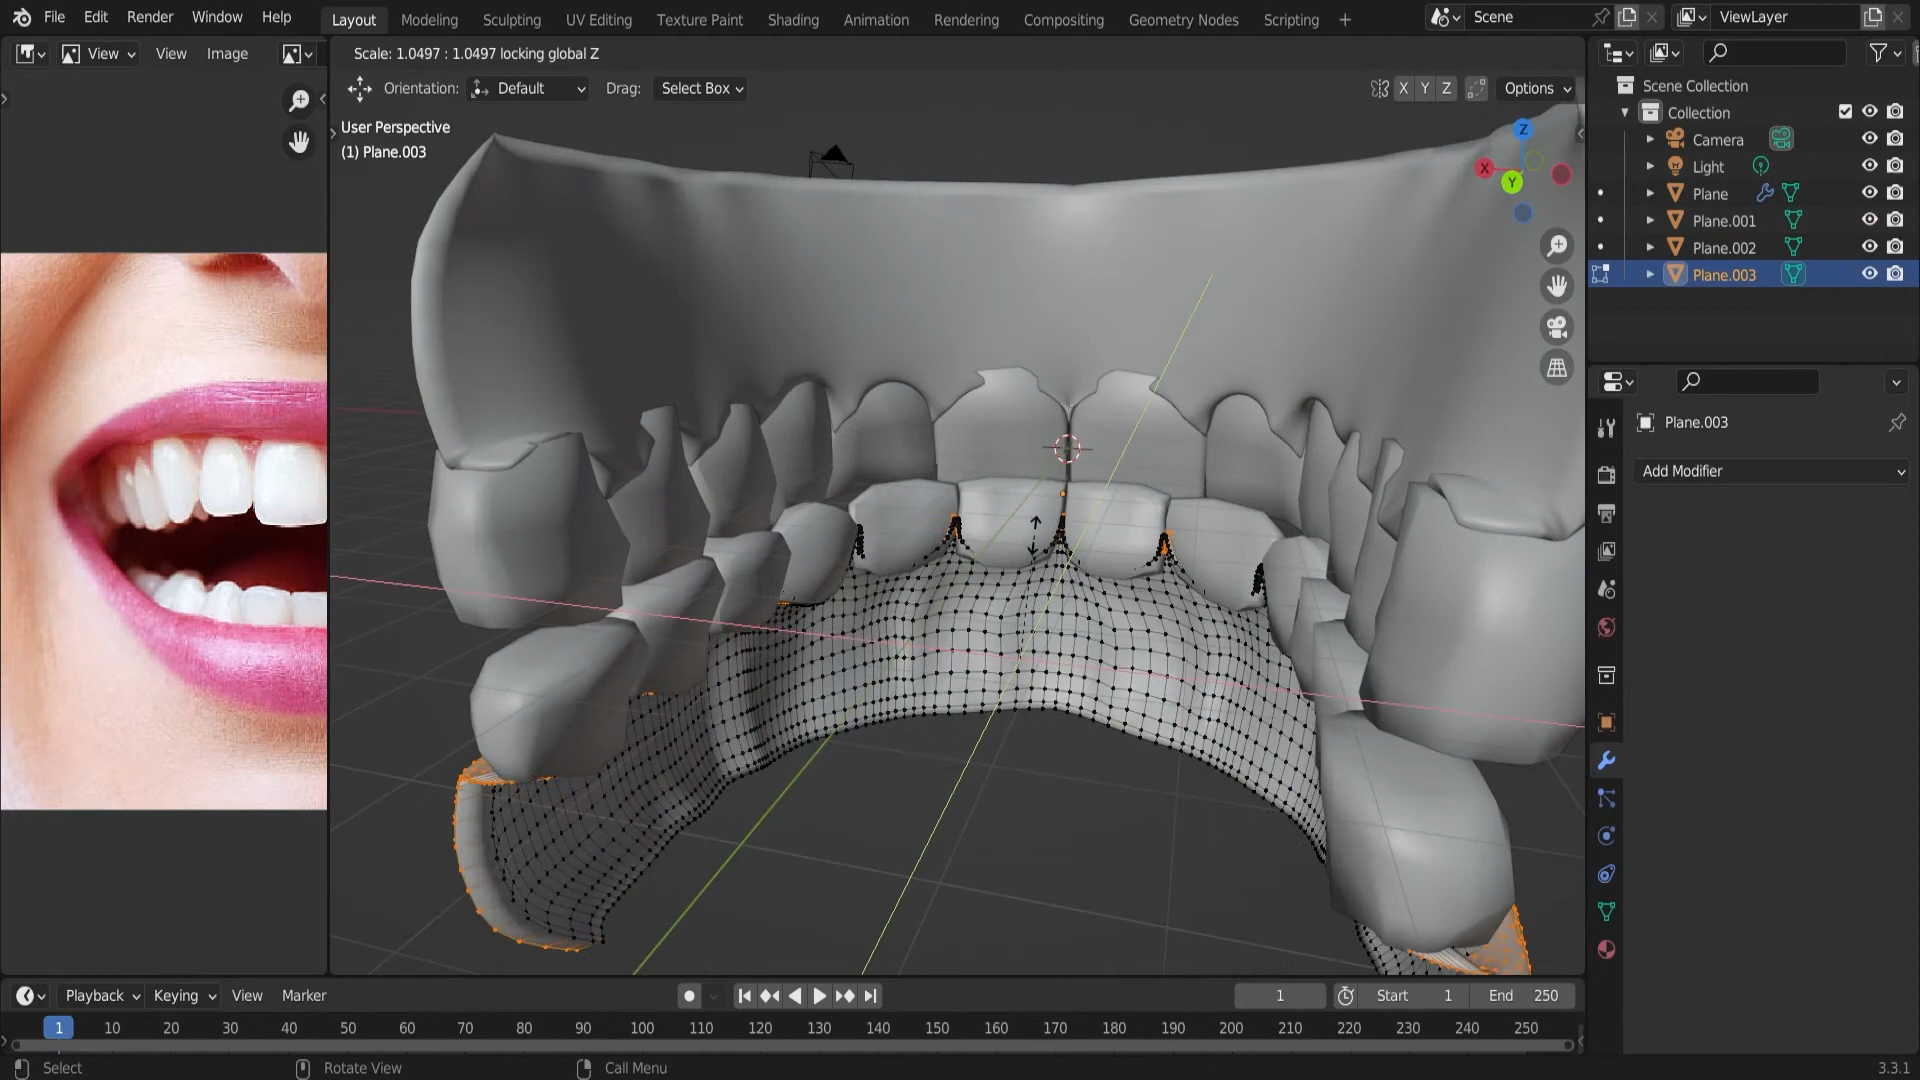 File Edit Render Window Help
Layout Modeling Sculpting UV Editing Texture Paint Shading Animation Rendering Compositing Geometry Nodes Scripting +
Scene
ViewLayer
View View Image
Scale: 1.0497 : 1.0497 locking global Z
Orientation: Default Drag: Select Box
X Y Z Options
User Perspective
(1) Plane.003
Z
X
Y
Scene Collection
Collection
Camera
Light
Plane
Plane.001
Plane.002
Plane.003
Plane.003
Add Modifier
Playback Keying View Marker
1 Start 1 End 250
1 10 20 30 40 50 60 70 80 90 100 110 120 130 140 150 160 170 180 190 200 210 220 230 240 250
Select Rotate View Call Menu 3.3.1